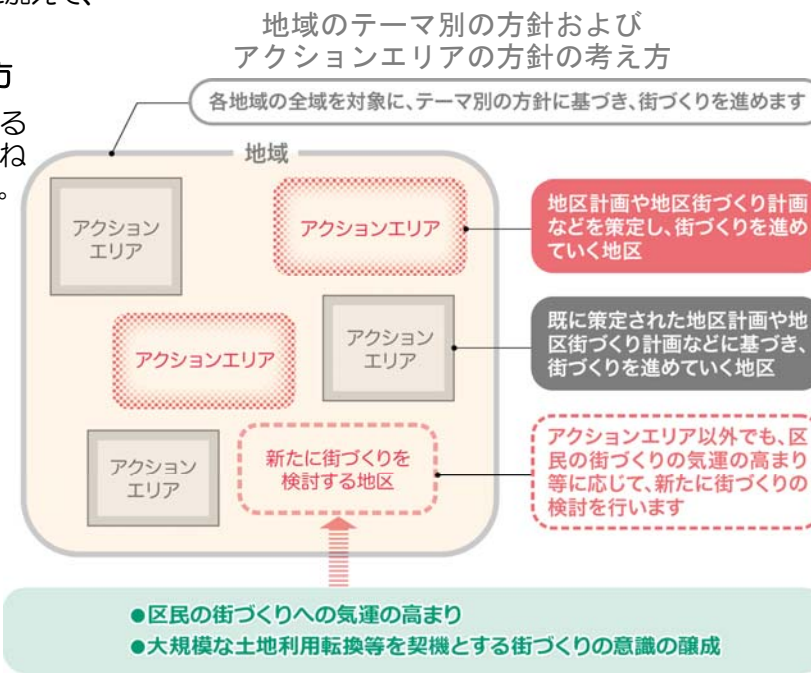 地域のテーマ別の方針および
アクションエリアの方針の考え方
方
る
ね
。
各地域の全域を対象に、テーマ別の方針に基づき、街づくりを進めます
地域
アクション
エリア
アクションエリア
地区計画や地区街づくり計画
などを策定し、街づくりを進め
ていく地区
アクションエリア
アクション
エリア
既に策定された地区計画や地
区街づくり計画などに基づき、
街づくりを進めていく地区
アクション
エリア
新たに街づくりを
検討する地区
アクションエリア以外でも、区
民の街づくりの気運の高まり
等に応じて、新たに街づくりの
検討を行います
●区民の街づくりへの気運の高まり
●大規模な土地利用転換等を契機とする街づくりの意識の醸成